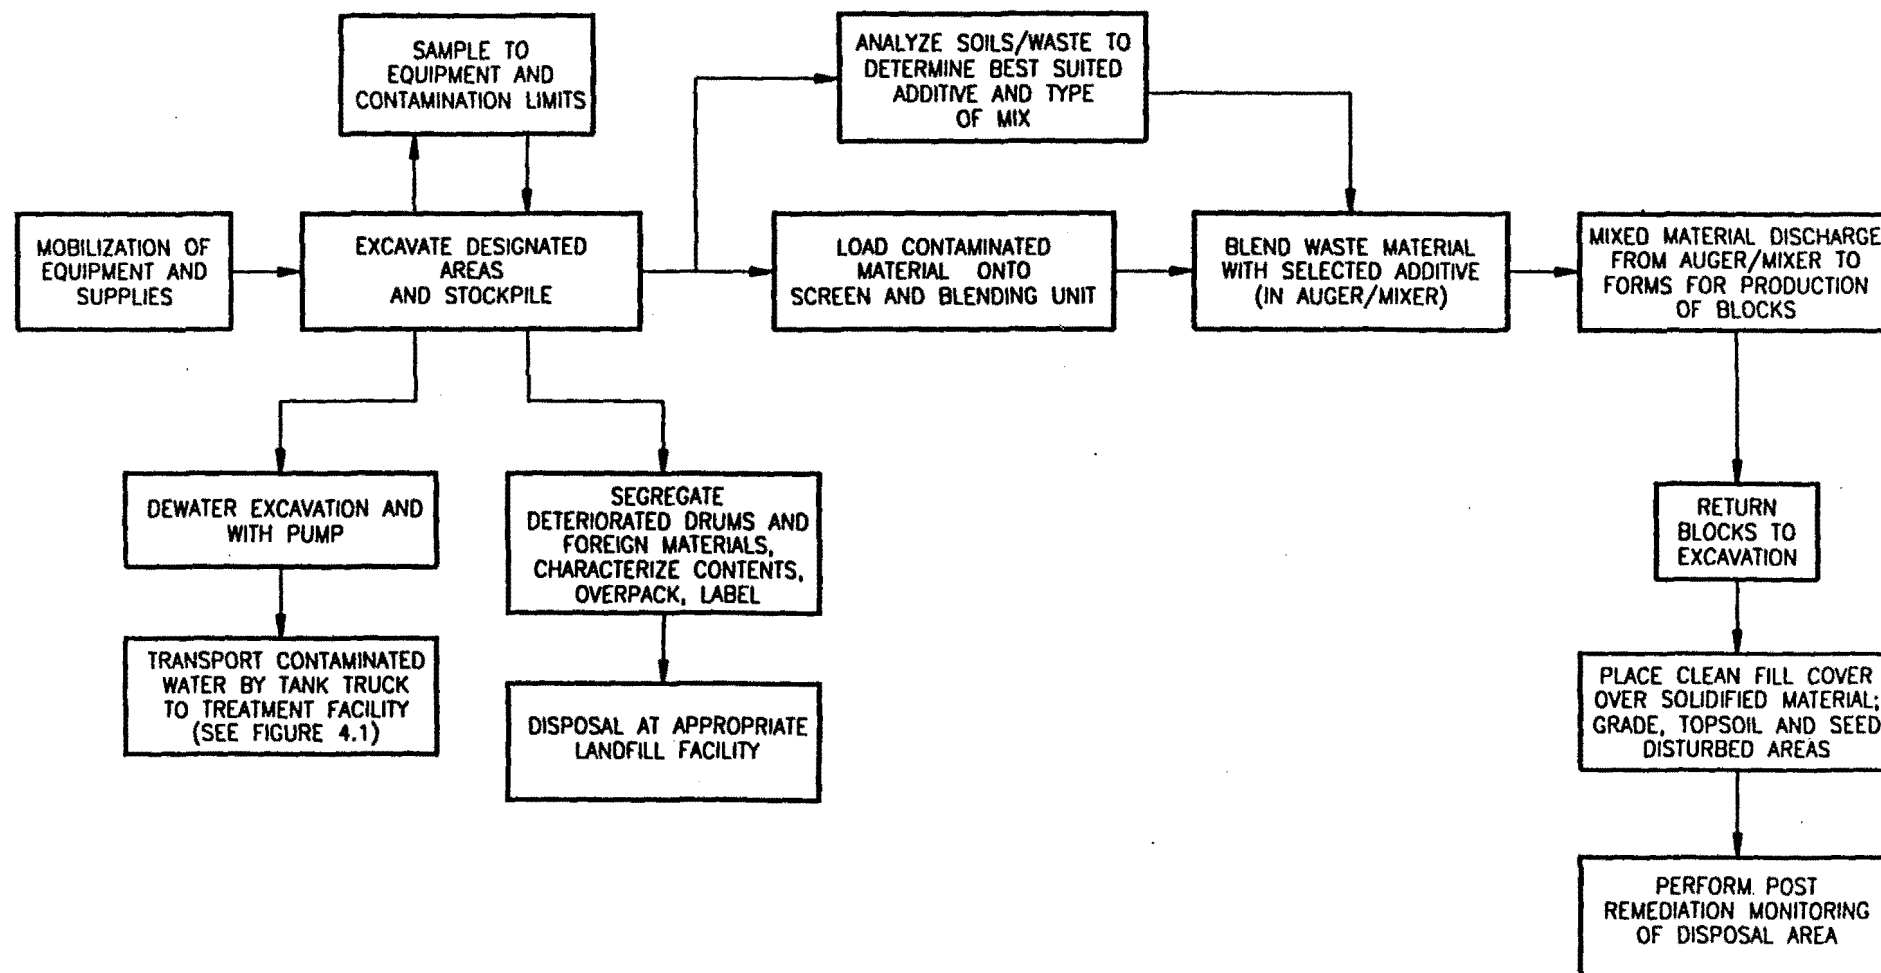 SAMPLE TO
EQUIPMENT AND
CONTAMINATION LIMITS
ANALYZE SOILS/WASTE TO
DETERMINE BEST SUITED
ADDITIVE AND TYPE
OF MIX
MOBILIZATION OF
EQUIPMENT AND
SUPPLIES
EXCAVATE DESIGNATED
AREAS
AND STOCKPILE
LOAD CONTAMINATED
MATERIAL ONTO
SCREEN AND BLENDING UNIT
BLEND WASTE MATERIAL
WITH SELECTED ADDITIVE
(IN AUGER/MIXER)
MIXED MATERIAL DISCHARGE
FROM AUGER/MIXER TO
FORMS FOR PRODUCTION
OF BLOCKS
DEWATER EXCAVATION AND
WITH PUMP
SEGREGATE
DETERIORATED DRUMS AND
FOREIGN MATERIALS,
CHARACTERIZE CONTENTS,
OVERPACK, LABEL
RETURN
BLOCKS TO
EXCAVATION
TRANSPORT CONTAMINATED
WATER BY TANK TRUCK
TO TREATMENT FACILITY
(SEE FIGURE 4.1)
DISPOSAL AT APPROPRIATE
LANDFILL FACILITY
PLACE CLEAN FILL COVER
OVER SOLIDIFIED MATERIAL;
GRADE, TOPSOIL AND SEED
DISTURBED AREAS
PERFORM POST
REMEDIATION MONITORING
OF DISPOSAL AREA